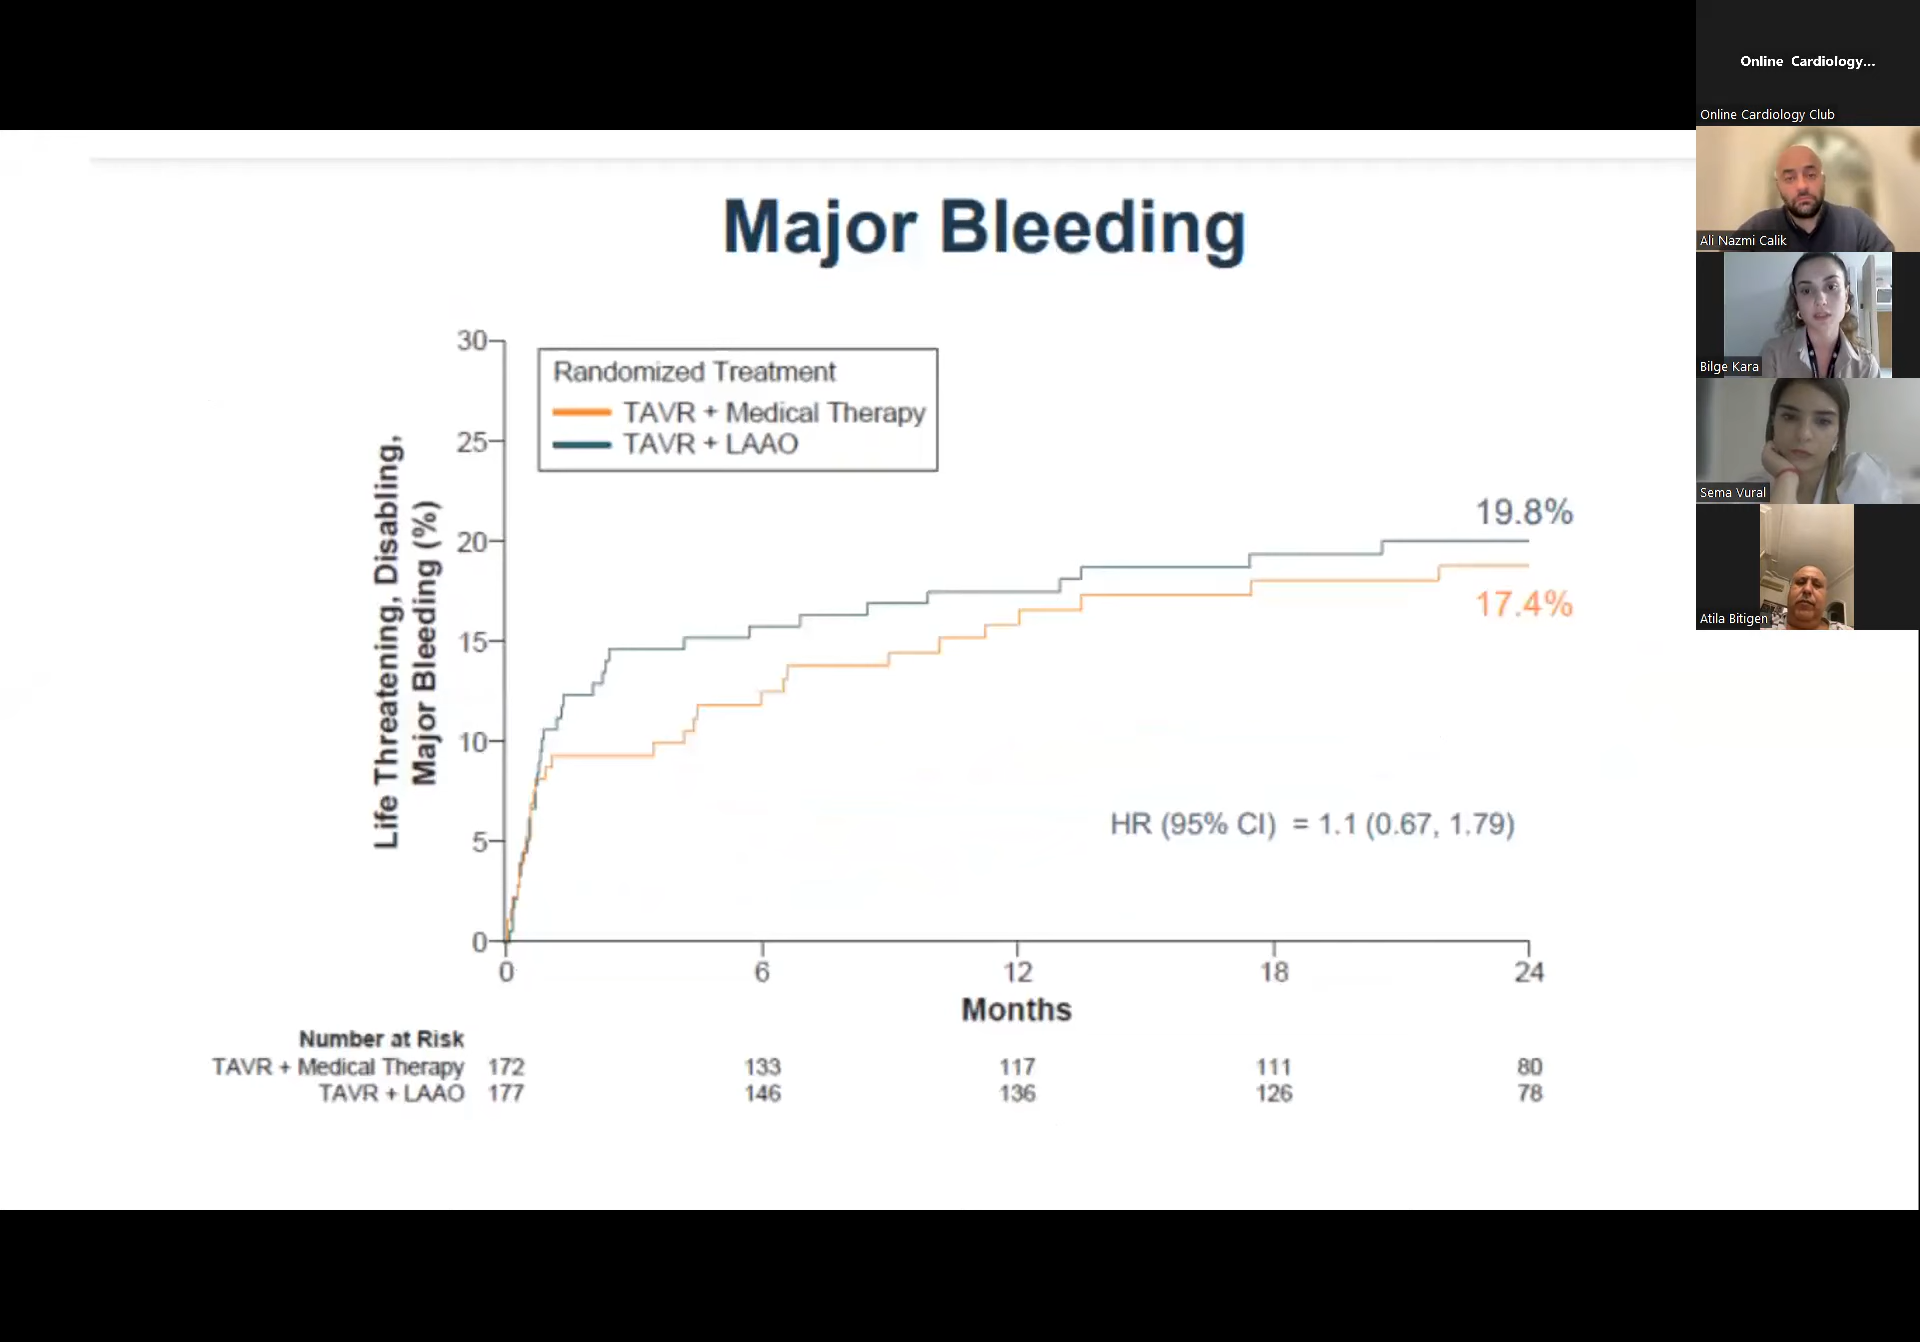 Online Cardiology...
Online Cardiology Club
Ali Nazmi Calik
Bilge Kara
Sema Vural
Atila Bitigen
Major Bleeding
Life Threatening, Disabling,
Major Bleeding (%)
30
25
20
15
10
5
0
Randomized Treatment
TAVR + Medical Therapy
TAVR + LAAO
19.8%
17.4%
HR (95% CI) = 1.1 (0.67, 1.79)
0 6 12 18 24
Months
Number at Risk
TAVR + Medical Therapy 172 133 117 111 80
TAVR + LAAO 177 146 136 126 78